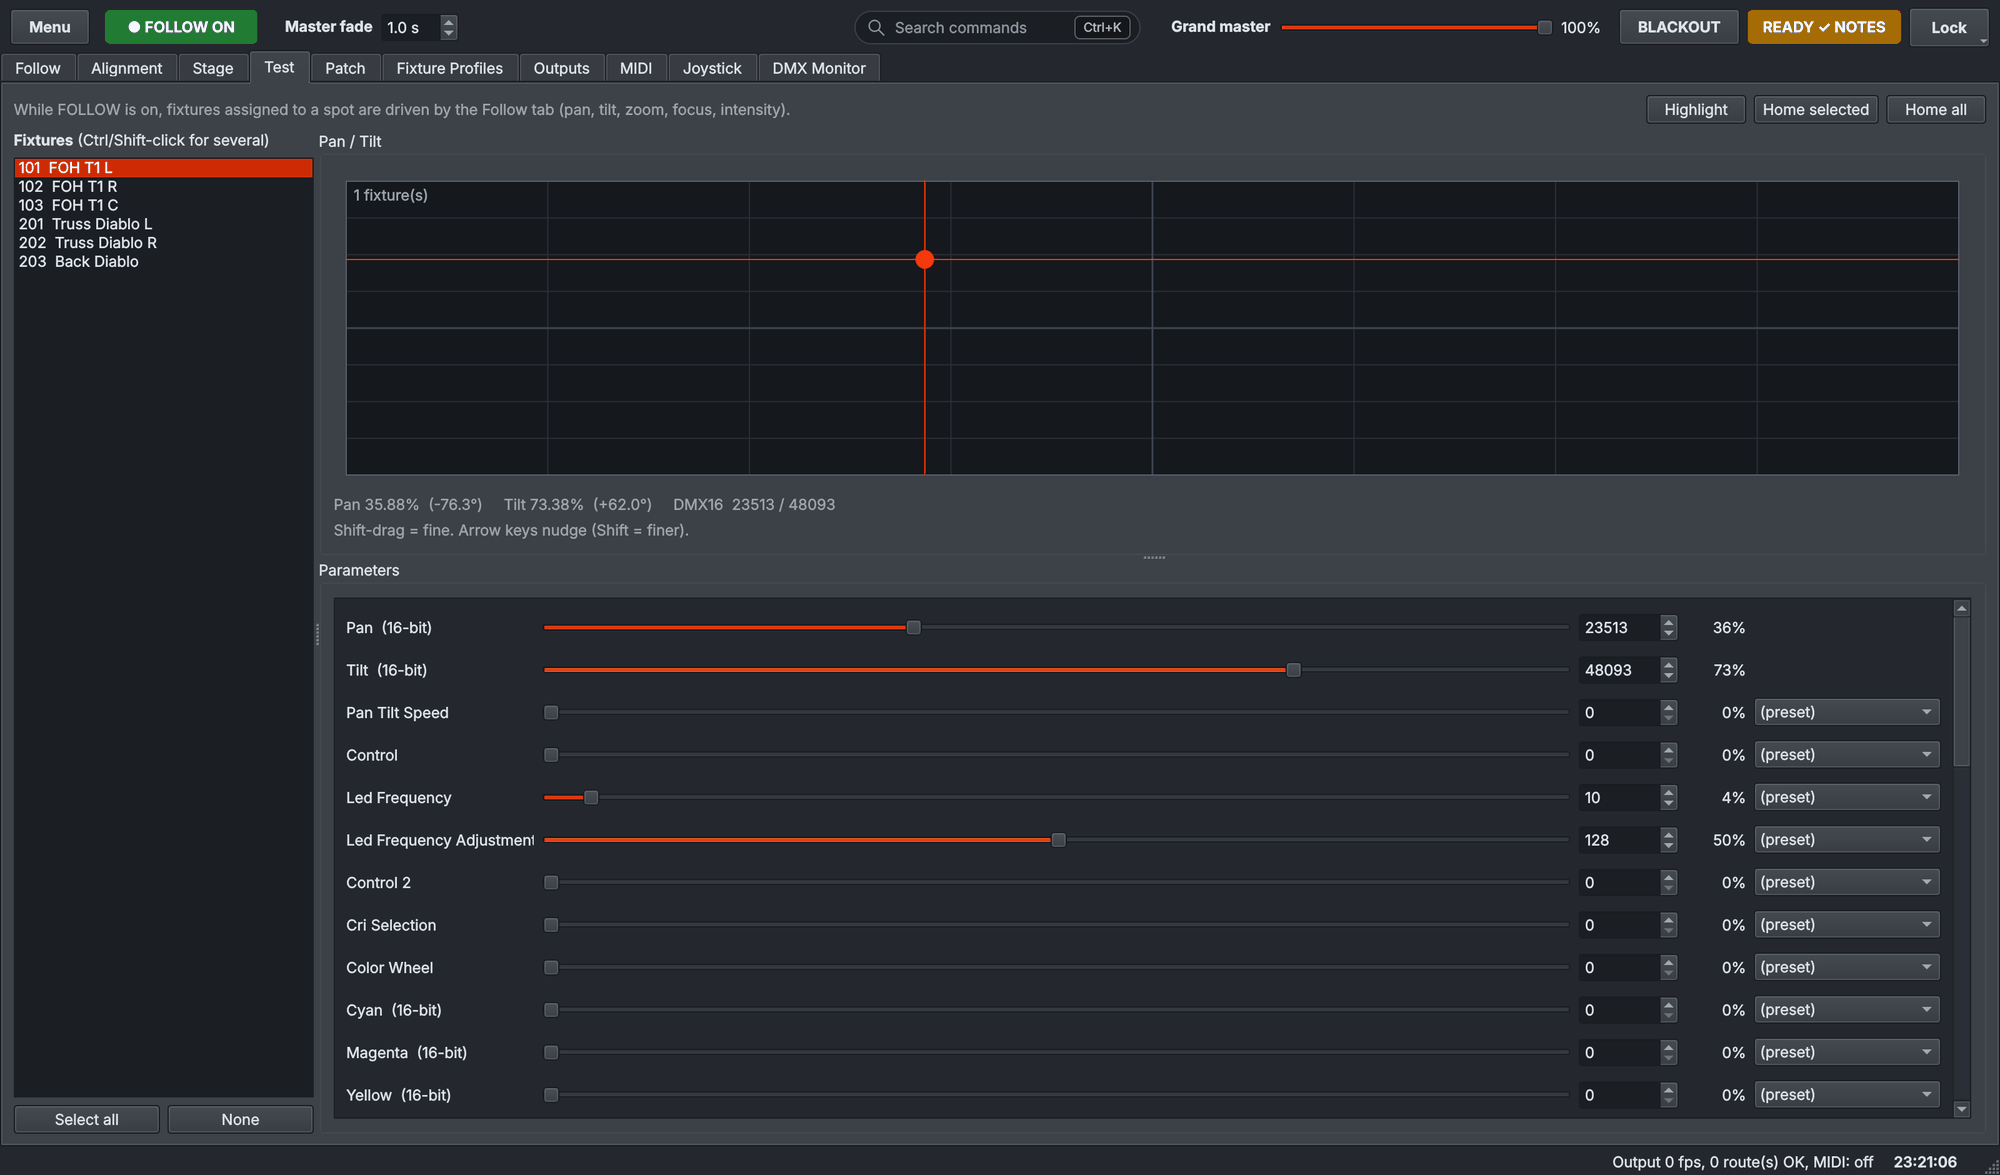 Menu
FOLLOW ON
Master fade 1.0 s
Search commands Ctrl+K
Grand master 100%
BLACKOUT
READY ✓ NOTES
Lock
Follow Alignment Stage Test Patch Fixture Profiles Outputs MIDI Joystick DMX Monitor
While FOLLOW is on, fixtures assigned to a spot are driven by the Follow tab (pan, tilt, zoom, focus, intensity).
Highlight Home selected Home all
Fixtures (Ctrl/Shift-click for several)
101 FOH T1 L
102 FOH T1 R
103 FOH T1 C
201 Truss Diablo L
202 Truss Diablo R
203 Back Diablo
Select all None
Pan / Tilt
1 fixture(s)
Pan 35.88% (-76.3°) Tilt 73.38% (+62.0°) DMX16 23513 / 48093
Shift-drag = fine. Arrow keys nudge (Shift = finer).
Parameters
Pan (16-bit) 23513 36%
Tilt (16-bit) 48093 73%
Pan Tilt Speed 0 0% (preset)
Control 0 0% (preset)
Led Frequency 10 4% (preset)
Led Frequency Adjustment 128 50% (preset)
Control 2 0 0% (preset)
Cri Selection 0 0% (preset)
Color Wheel 0 0% (preset)
Cyan (16-bit) 0 0% (preset)
Magenta (16-bit) 0 0% (preset)
Yellow (16-bit) 0 0% (preset)
Output 0 fps, 0 route(s) OK, MIDI: off 23:21:06